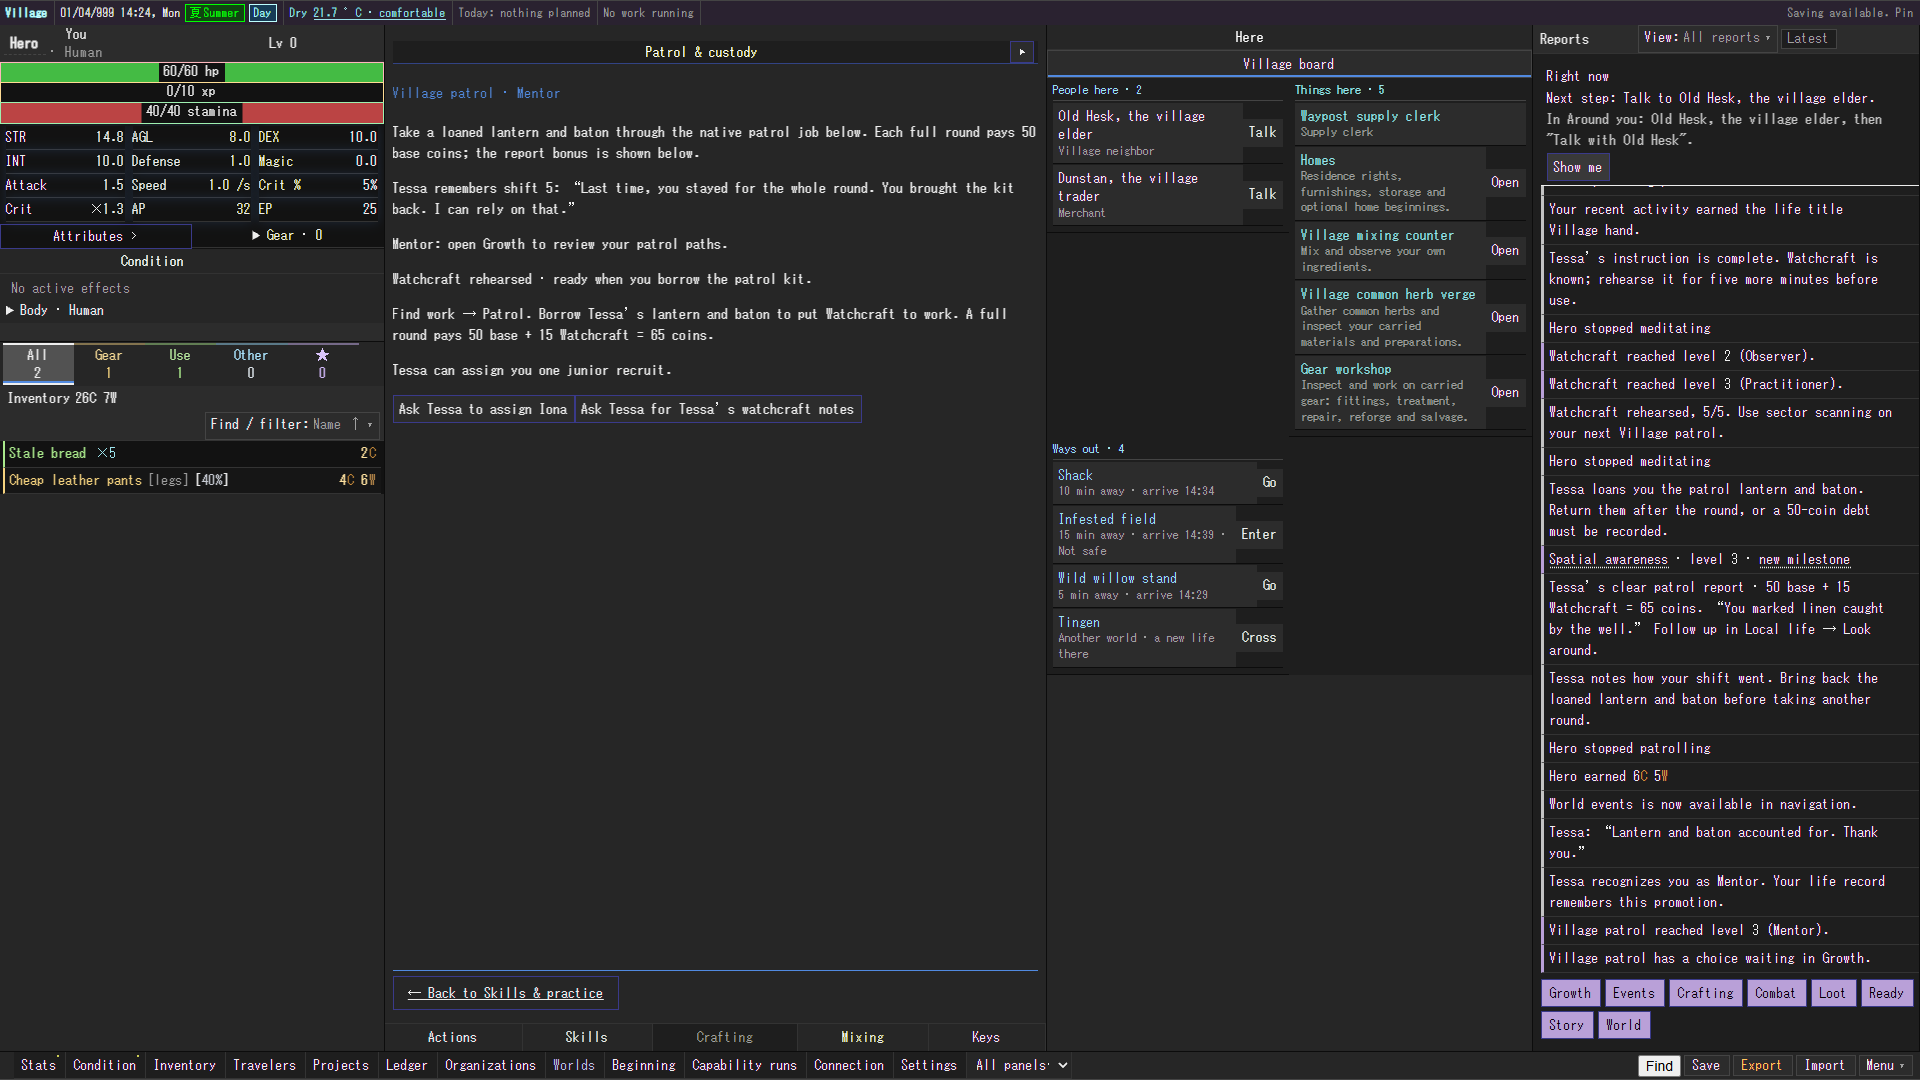 Village 01/04/999 14:24, Mon 夏Summer Day Dry 21.7 ° C · comfortable Today: nothing planned No work running Saving available. Pin
Hero · You
Human
Lv 0
60/60 hp
0/10 xp
40/40 stamina
STR 14.8 AGL 8.0 DEX 10.0
INT 10.0 Defense 1.0 Magic 0.0
Attack 1.5 Speed 1.0 /s Crit % 5%
Crit ×1.3 AP 32 EP 25
Attributes >
▶ Gear · 0
Condition
No active effects
▶ Body · Human
All Gear Use Other ★
2 1 1 0 0
Inventory 26C 7W
Find / filter: Name ↑ ▾
Stale bread ×5 2C
Cheap leather pants [legs] [40%] 4C 6W
Patrol & custody
▸
Village patrol · Mentor
Take a loaned lantern and baton through the native patrol job below. Each full round pays 50
base coins; the report bonus is shown below.
Tessa remembers shift 5: “Last time, you stayed for the whole round. You brought the kit
back. I can rely on that.”
Mentor: open Growth to review your patrol paths.
Watchcraft rehearsed · ready when you borrow the patrol kit.
Find work → Patrol. Borrow Tessa’s lantern and baton to put Watchcraft to work. A full
round pays 50 base + 15 Watchcraft = 65 coins.
Tessa can assign you one junior recruit.
Ask Tessa to assign Iona
Ask Tessa for Tessa’s watchcraft notes
← Back to Skills & practice
Actions Skills Crafting Mixing Keys
Here
Village board
People here · 2
Old Hesk, the village
elder
Village neighbor
Talk
Dunstan, the village
trader
Merchant
Talk
Things here · 5
Waypost supply clerk
Supply clerk
Homes
Residence rights,
furnishings, storage and
optional home beginnings.
Open
Village mixing counter
Mix and observe your own
ingredients.
Open
Village common herb verge
Gather common herbs and
inspect your carried
materials and preparations.
Open
Gear workshop
Inspect and work on carried
gear: fittings, treatment,
repair, reforge and salvage.
Open
Ways out · 4
Shack
10 min away · arrive 14:34
Go
Infested field
15 min away · arrive 14:39 ·
Not safe
Enter
Wild willow stand
5 min away · arrive 14:29
Go
Tingen
Another world · a new life
there
Cross
Reports View: All reports ▾ Latest
Right now
Next step: Talk to Old Hesk, the village elder.
In Around you: Old Hesk, the village elder, then
"Talk with Old Hesk".
Show me
Your recent activity earned the life title
Village hand.
Tessa’s instruction is complete. Watchcraft is
known; rehearse it for five more minutes before
use.
Hero stopped meditating
Watchcraft reached level 2 (Observer).
Watchcraft reached level 3 (Practitioner).
Watchcraft rehearsed, 5/5. Use sector scanning on
your next Village patrol.
Hero stopped meditating
Tessa loans you the patrol lantern and baton.
Return them after the round, or a 50-coin debt
must be recorded.
Spatial awareness · level 3 · new milestone
Tessa’s clear patrol report · 50 base + 15
Watchcraft = 65 coins. “You marked linen caught
by the well.” Follow up in Local life → Look
around.
Tessa notes how your shift went. Bring back the
loaned lantern and baton before taking another
round.
Hero stopped patrolling
Hero earned 6C 5W
World events is now available in navigation.
Tessa: “Lantern and baton accounted for. Thank
you.”
Tessa recognizes you as Mentor. Your life record
remembers this promotion.
Village patrol reached level 3 (Mentor).
Village patrol has a choice waiting in Growth.
Growth Events Crafting Combat Loot Ready
Story World
Stats Condition Inventory Travelers Projects Ledger Organizations Worlds Beginning Capability runs Connection Settings All panels Find Save Export Import Menu ▾